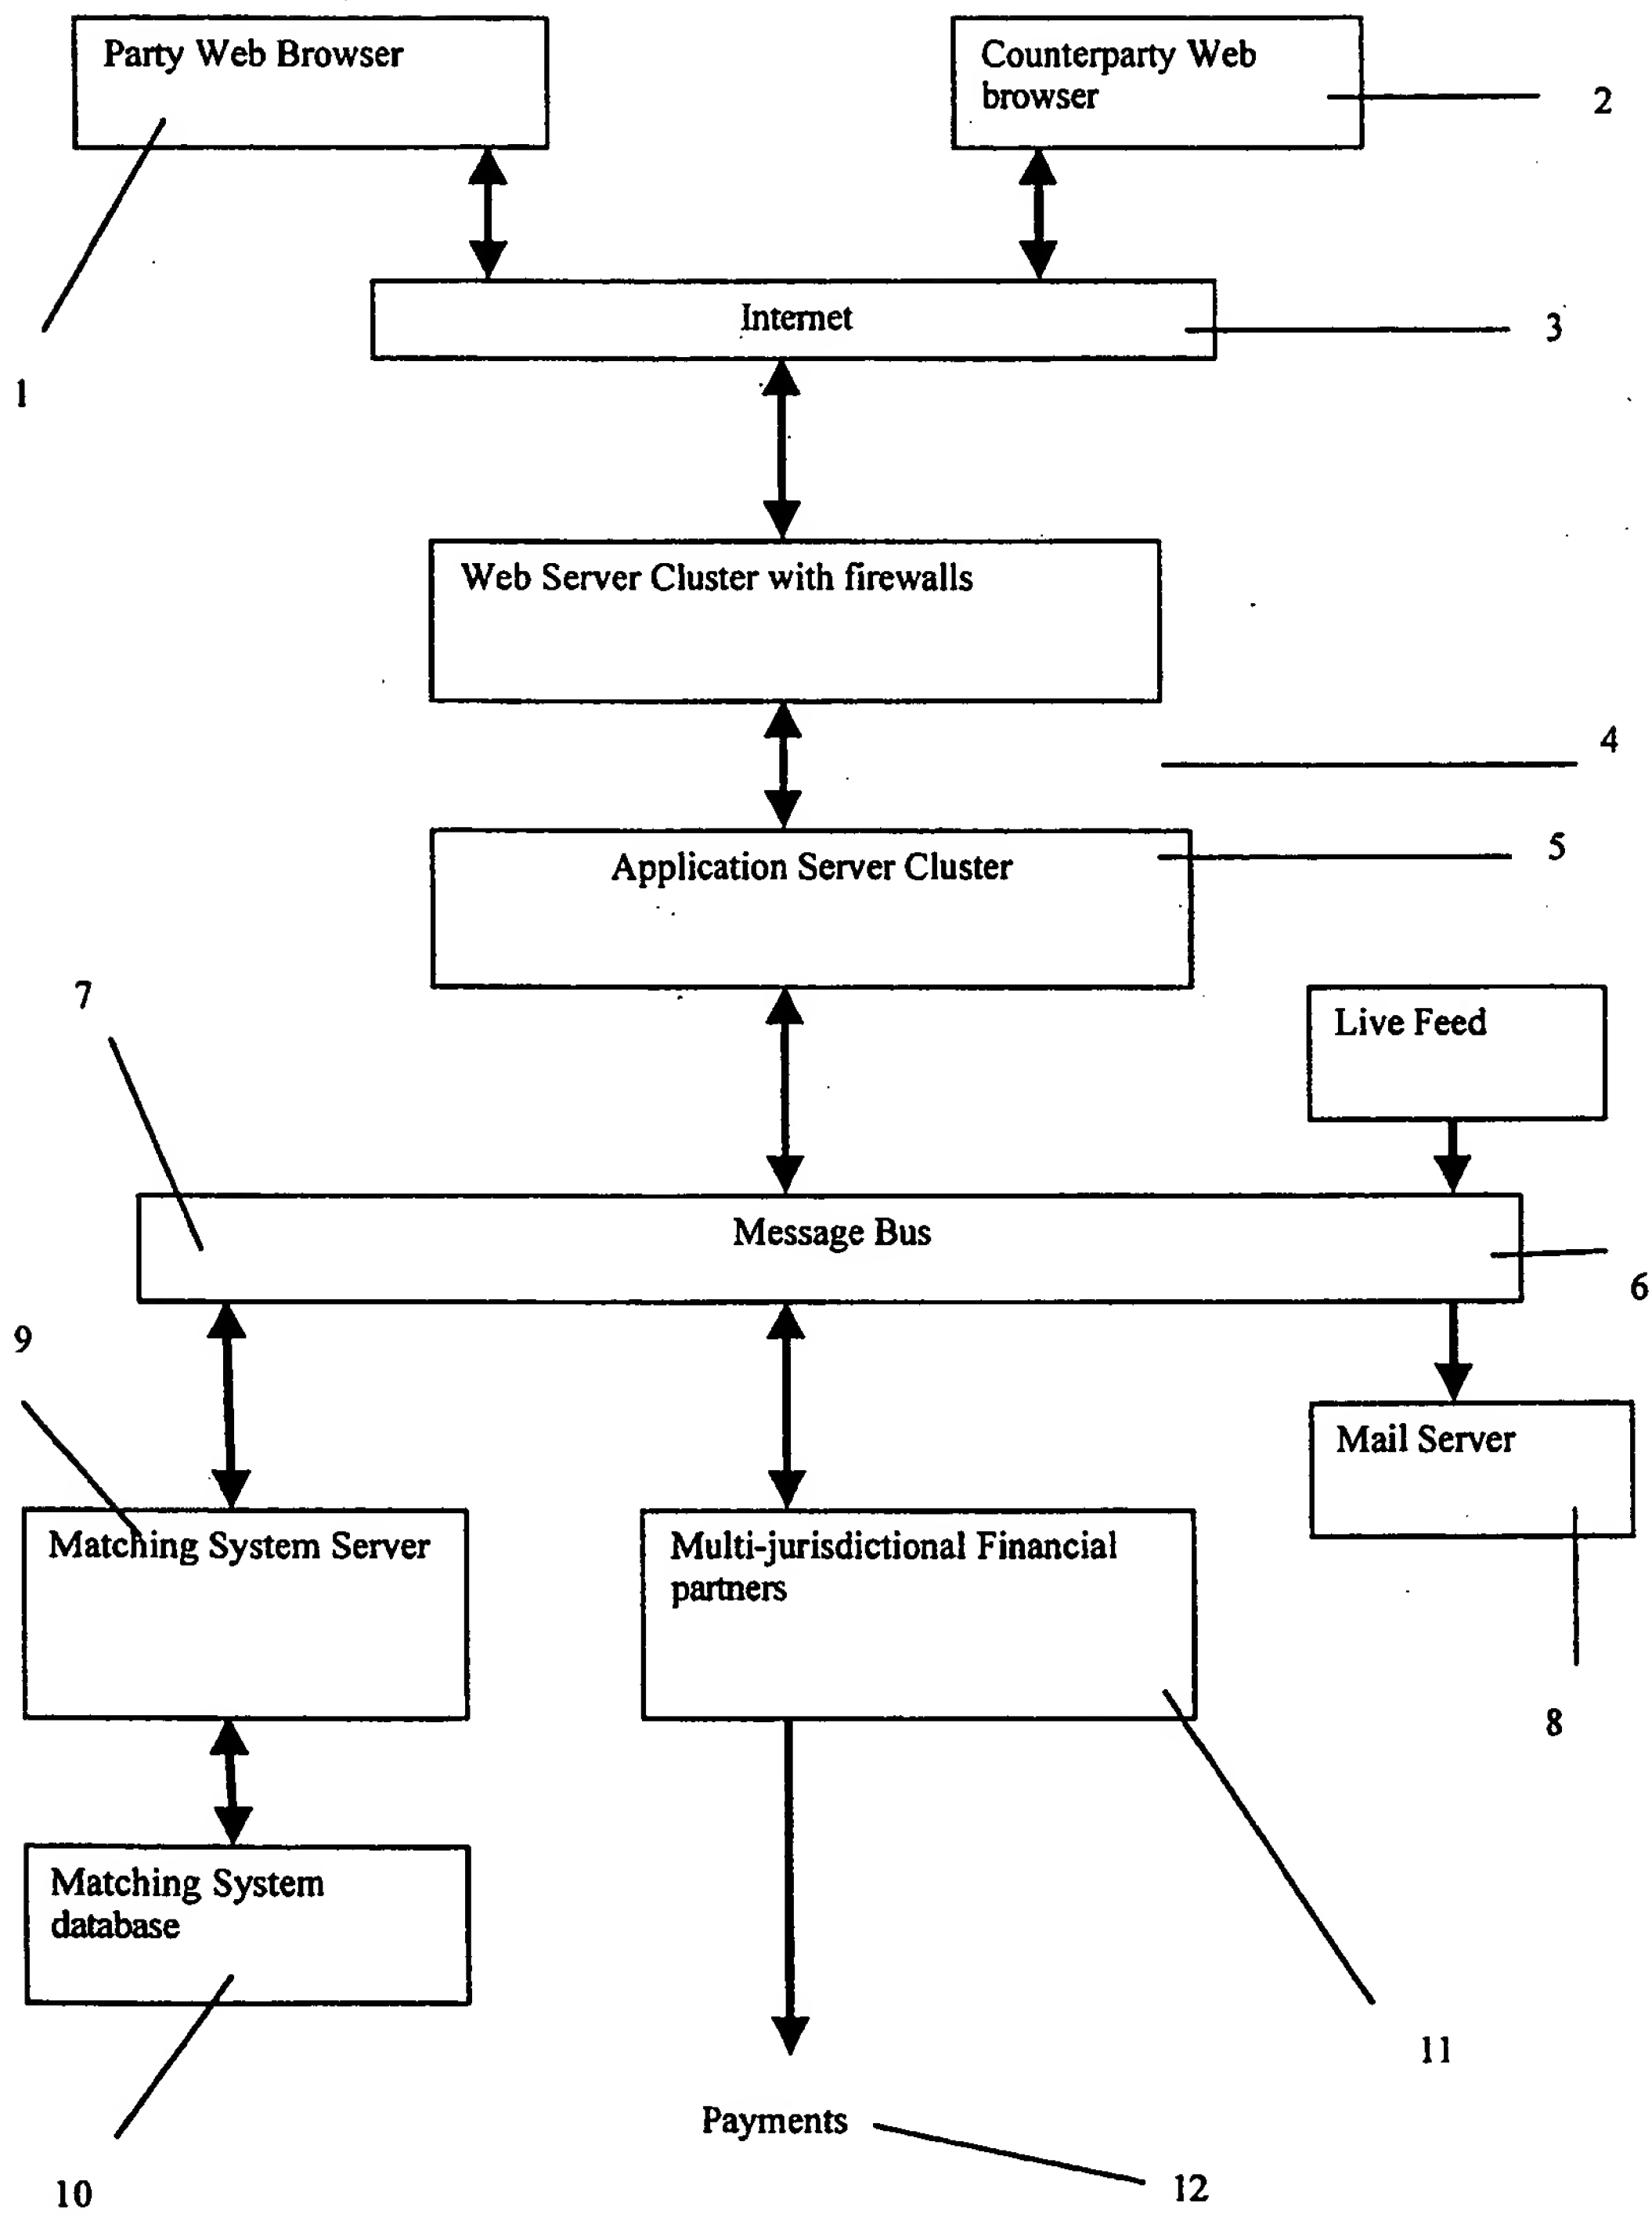 Party Web Browser
Counterparty Web
browser
2
Internet
3
1
Web Server Cluster with firewalls
4
Application Server Cluster
5
7
Live Feed
Message Bus
6
9
Mail Server
Matching System Server
Multi-jurisdictional Financial
partners
8
Matching System
database
11
Payments
12
10